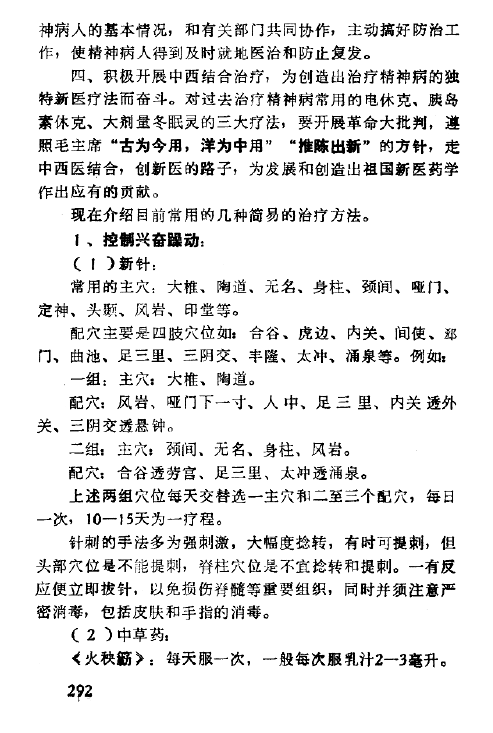 神病人的基本情况，和有关部门共同协作，主动搞好防治工
作，使精神病人得到及时就地医治和防止复发。
四、积极开展中西结合治疗，为创造出治疗精神病的独
特新医疗法而奋斗。对过去治疗精神病常用的电休克、胰岛
素休克、大剂量冬眠灵的三大疗法，要开展革命大批判，遵
照毛主席“古为今用，洋为中用”“推陈出新”的方针，走
中西医结合，创新医的路子，为发展和创造出祖国新医药学
作出应有的贡献。
现在介绍目前常用的几种简易的治疗方法。
1、控制兴奋躁动：
（1）新针：
常用的主穴：大椎、陶道、无名、身柱、颈间、哑门、
定神、头颞、风岩、印堂等。
配穴主要是四肢穴位如：合谷、虎边、内关、间使、郄
门、曲池、足三里、三阴交、丰隆、太冲、涌泉等。例如：
一组：主穴：大椎、陶道。
配穴：风岩、哑门下一寸、人中、足三里、内关透外
关、三阴交透悬钟。
二组：主穴：颈间、无名、身柱、风岩。
配穴：合谷透劳宫、足三里、太冲透涌泉。
上述两组穴位每天交替选一主穴和二至三个配穴，每日
一次，10—15天为一疗程。
针刺的手法多为强刺激，大幅度捻转，有时可提刺，但
头部穴位是不能提刺，脊柱穴位是不宜捻转和提刺。一有反
应便立即拔针，以免损伤脊髓等重要组织，同时并须注意严
密消毒，包括皮肤和手指的消毒。
（2）中草药：
《火秧簕》：每天服一次，一般每次服乳汁2—3毫升。
292